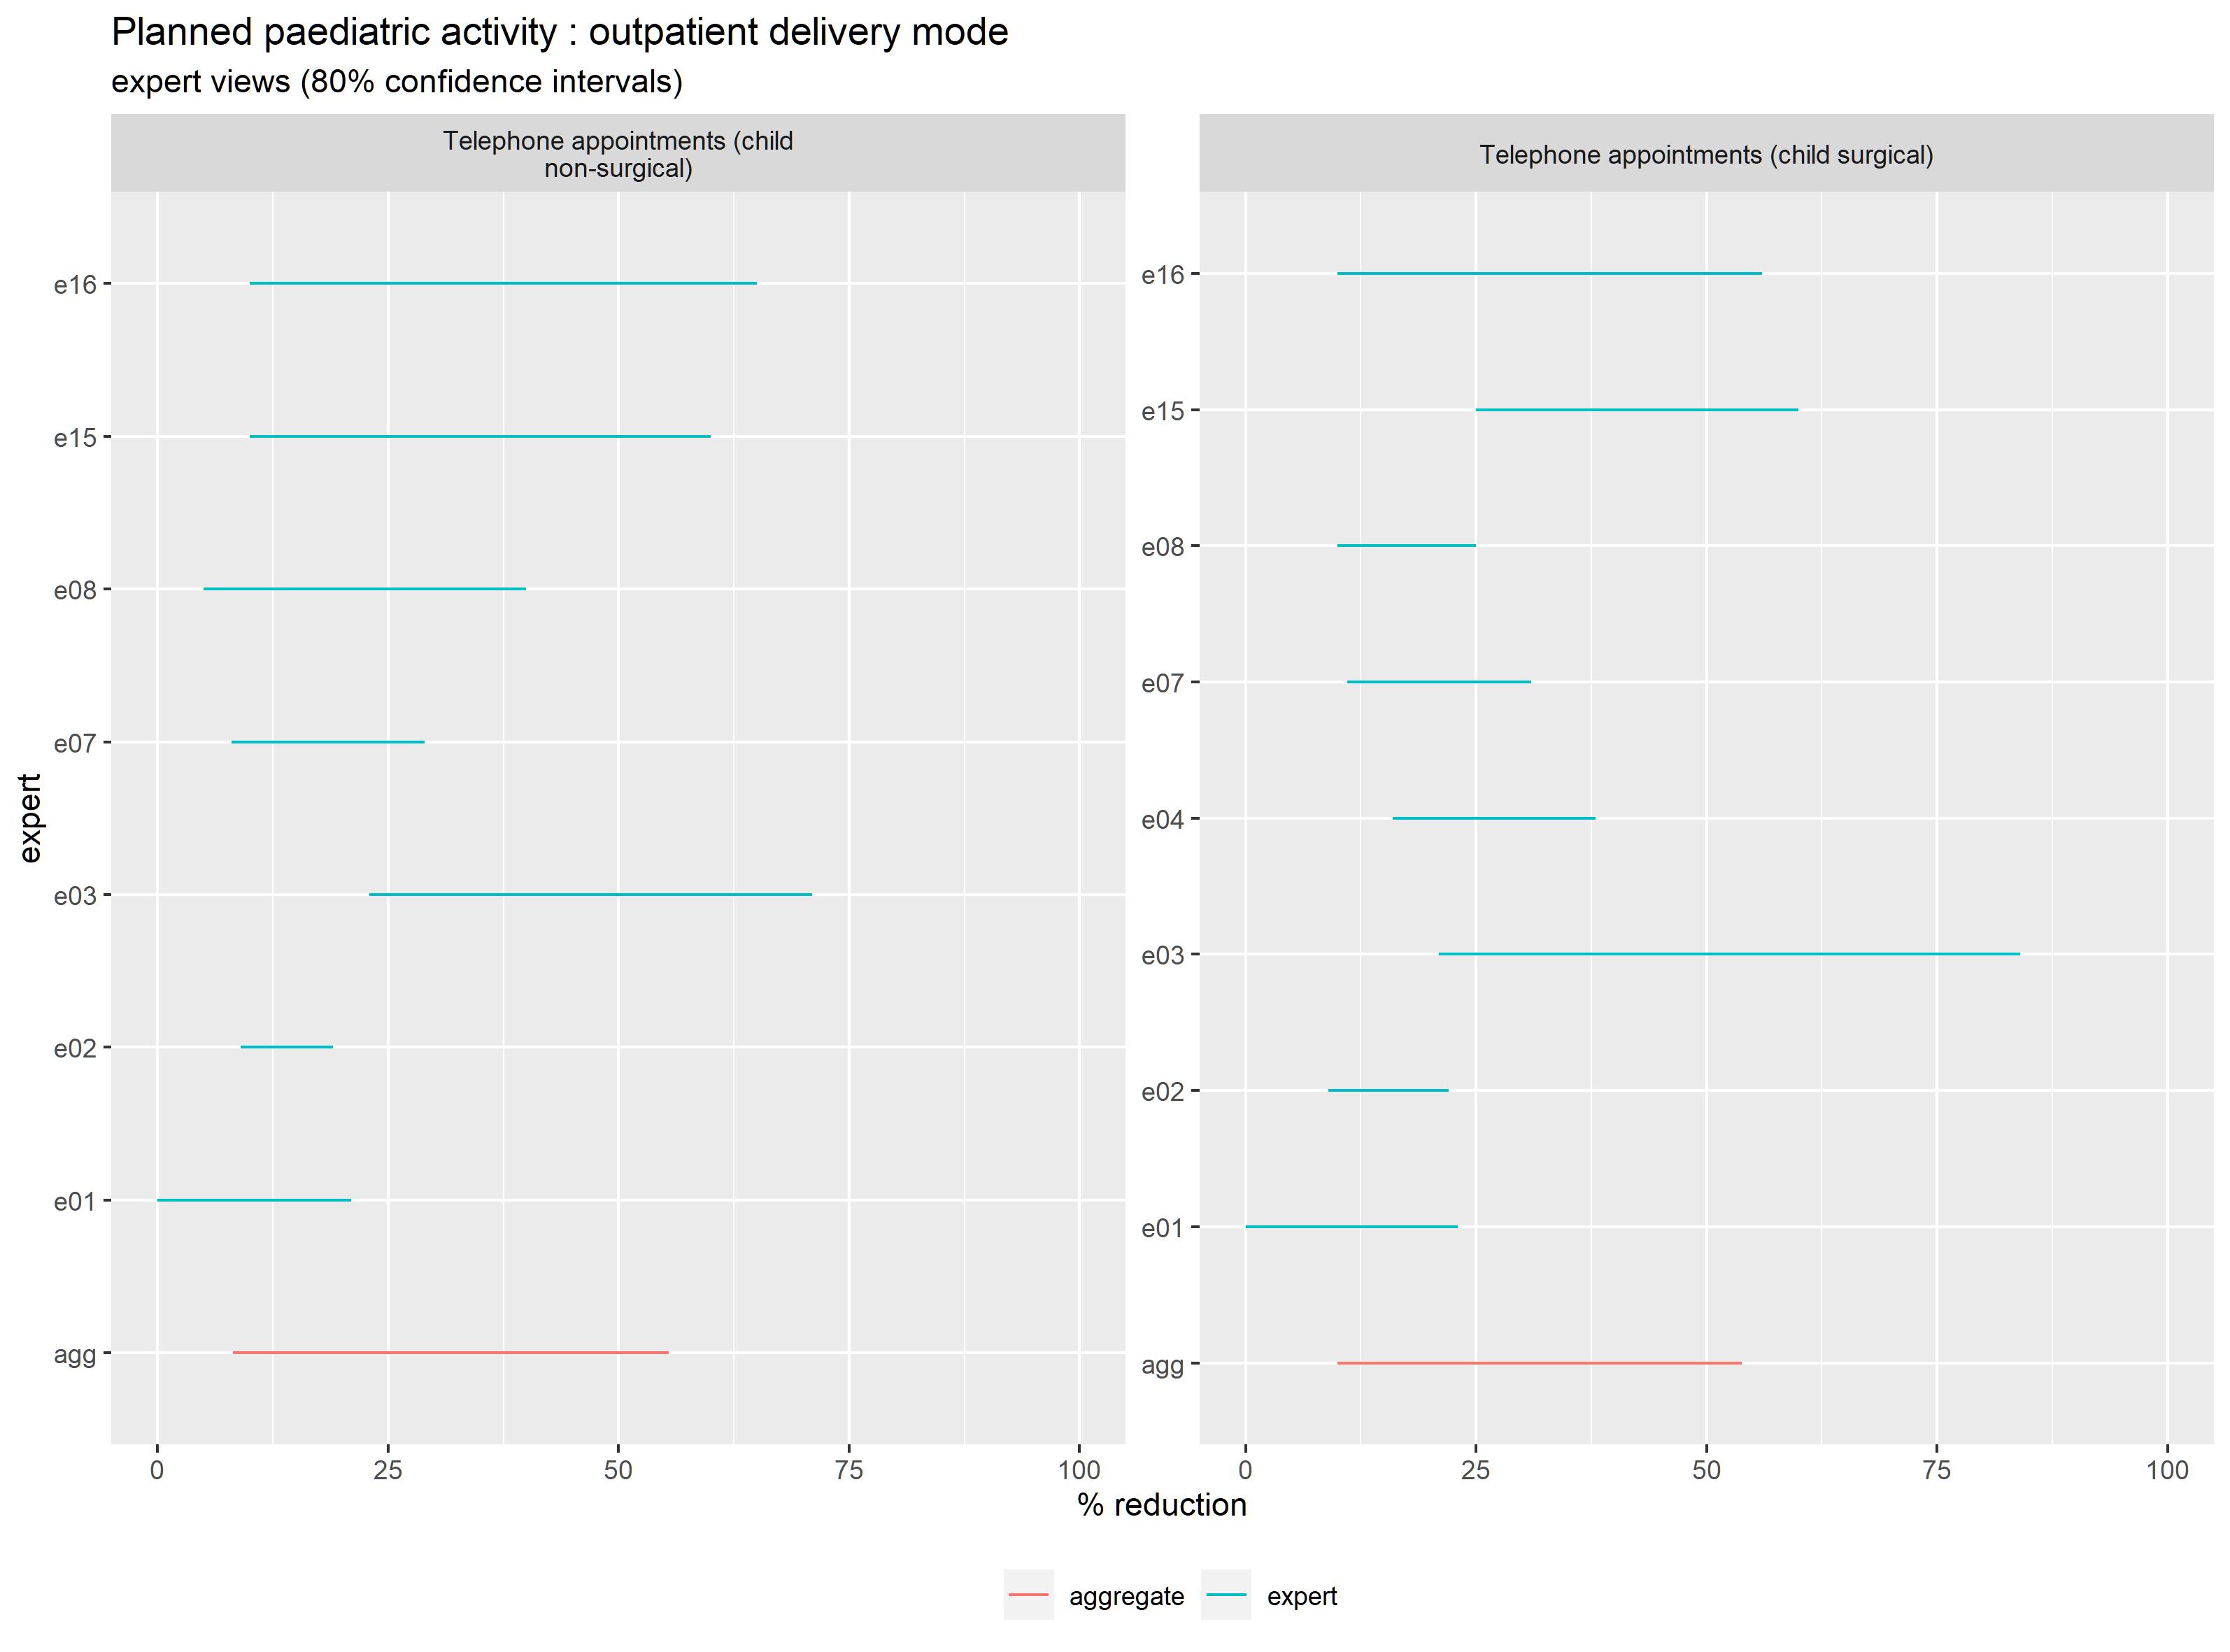 Planned paediatric activity : outpatient delivery mode
expert views (80% confidence intervals)
Telephone appointments (child
non-surgical)
Telephone appointments (child surgical)
expert
e16
e15
e08
e07
e03
e02
e01
agg
e16
e15
e08
e07
e04
e03
e02
e01
agg
0 25 50 75 100
0 25 50 75 100
% reduction
aggregate expert